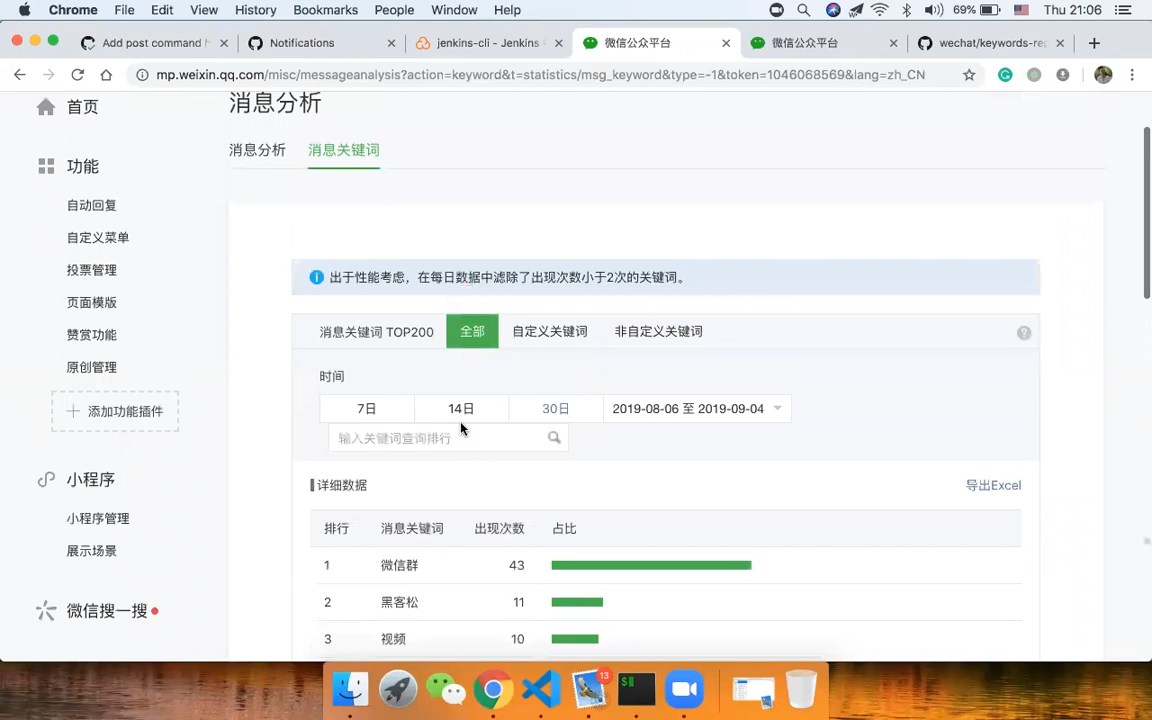 Chrome File Edit View History Bookmarks People Window Help 69% Thu 21:06
Add post command Notifications jenkins-cli - Jenkins 微信公众平台 微信公众平台 wechat/keywords-re
mp.weixin.qq.com/misc/messageanalysis?action=keyword&t=statistics/msg_keyword&type=-1&token=1046068569&lang=zh_CN
首页
功能
自动回复
自定义菜单
投票管理
页面模版
赞赏功能
原创管理
添加功能插件
小程序
小程序管理
展示场景
微信搜一搜
消息分析
消息分析 消息关键词
出于性能考虑，在每日数据中滤除了出现次数小于2次的关键词。
消息关键词 TOP200 全部 自定义关键词 非自定义关键词 ?
时间
7日 14日 30日 2019-08-06 至 2019-09-04
输入关键词查询排行
详细数据 导出Excel
排行 消息关键词 出现次数 占比
1 微信群 43
2 黑客松 11
3 视频 10
13